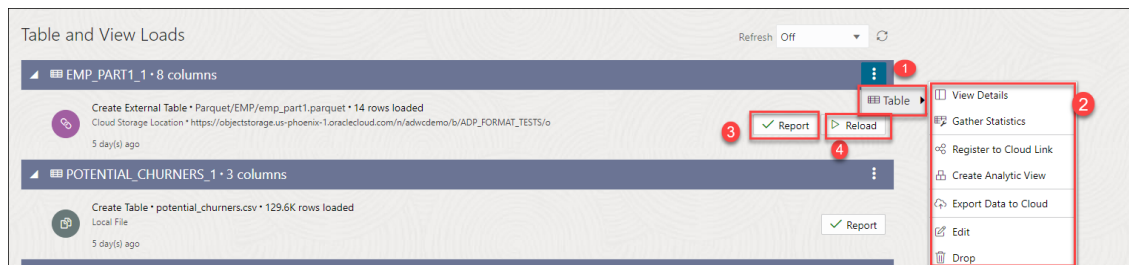 Table and View Loads
Refresh Off
EMP_PART1_1 • 8 columns
1
Create External Table • Parquet/EMP/emp_part1.parquet • 14 rows loaded
Cloud Storage Location • https://objectstorage.us-phoenix-1.oraclecloud.com/n/adwcdemo/b/ADP_FORMAT_TESTS/o
5 day(s) ago
3
Report
Reload
4
Table
2
View Details
Gather Statistics
Register to Cloud Link
Create Analytic View
Export Data to Cloud
Edit
Drop
POTENTIAL_CHURNERS_1 • 3 columns
Create Table • potential_churners.csv • 129.6K rows loaded
Local File
5 day(s) ago
Report